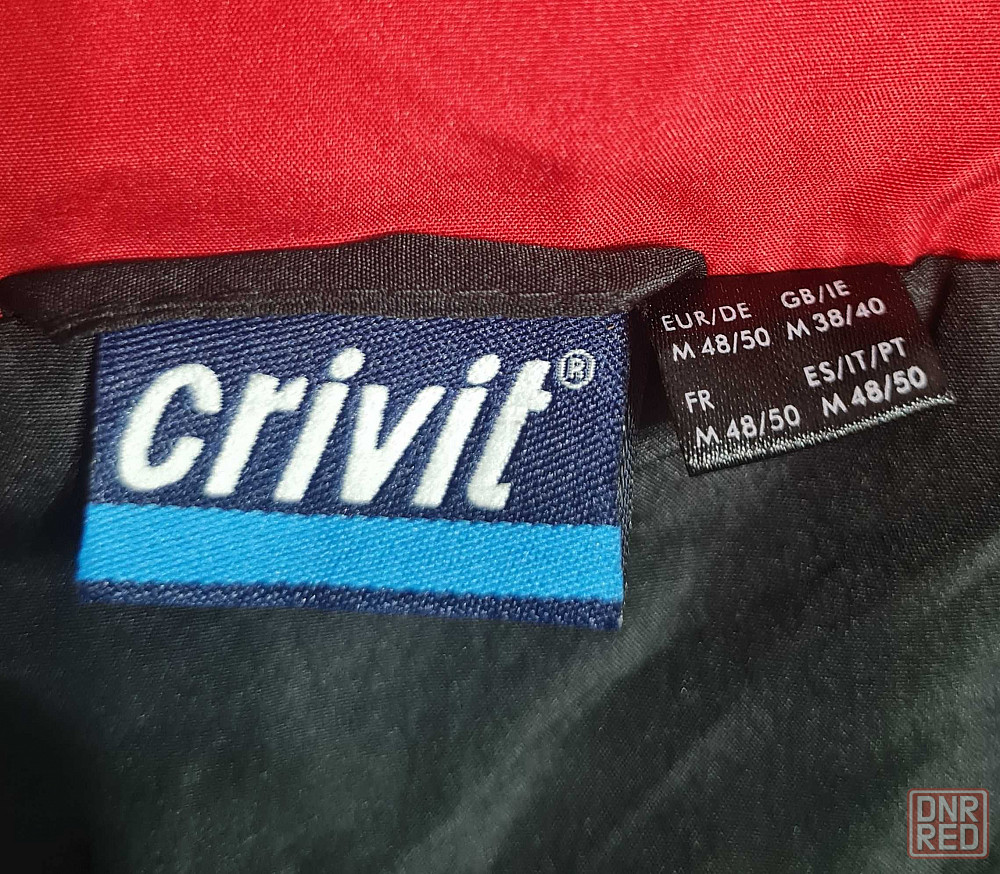 crivit®
EUR/DE GB/IE
M 48/50 M 38/40
FR ES/IT/PT
M 48/50 M 48/50
DNR
RED